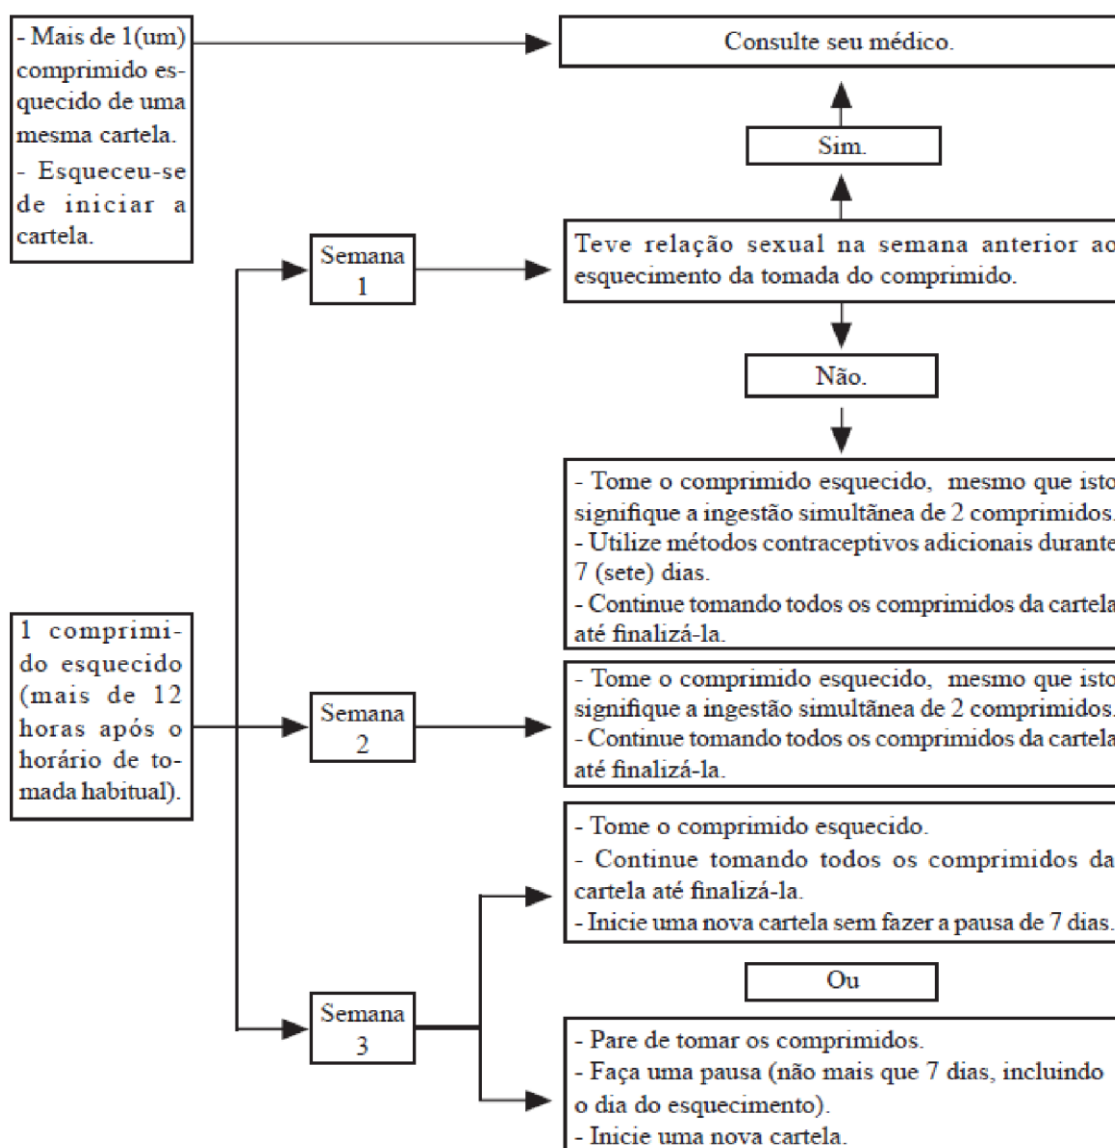 - Mais de 1(um)
comprimido es-
quecido de uma
mesma cartela.
- Esqueceu-se
de iniciar a
cartela.
Consulte seu médico.
Sim.
Semana
1
Teve relação sexual na semana anterior ao
esquecimento da tomada do comprimido.
Não.
- Tome o comprimido esquecido, mesmo que isto
signifique a ingestão simultãnea de 2 comprimidos.
- Utilize métodos contraceptivos adicionais durante
7 (sete) dias.
- Continue tomando todos os comprimidos da cartela
até finalizá-la.
1 comprimi-
do esquecido
(mais de 12
horas após o
horário de to-
mada habitual).
Semana
2
- Tome o comprimido esquecido, mesmo que isto
signifique a ingestão simultãnea de 2 comprimidos.
- Continue tomando todos os comprimidos da cartela
até finalizá-la.
Semana
3
- Tome o comprimido esquecido.
- Continue tomando todos os comprimidos da
cartela até finalizá-la.
- Inicie uma nova cartela sem fazer a pausa de 7 dias.
Ou
- Pare de tomar os comprimidos.
- Faça uma pausa (não mais que 7 dias, incluindo
o dia do esquecimento).
- Inicie uma nova cartela.